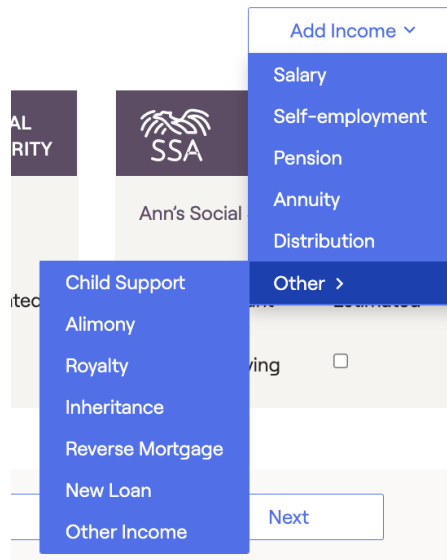 Add Income
Salary
Self-employment
Pension
Annuity
Distribution
Other
AL
RITY
SSA
Ann's Social
Child Support
Alimony
Royalty
Inheritance
Reverse Mortgage
New Loan
Other Income
Estimated
Next